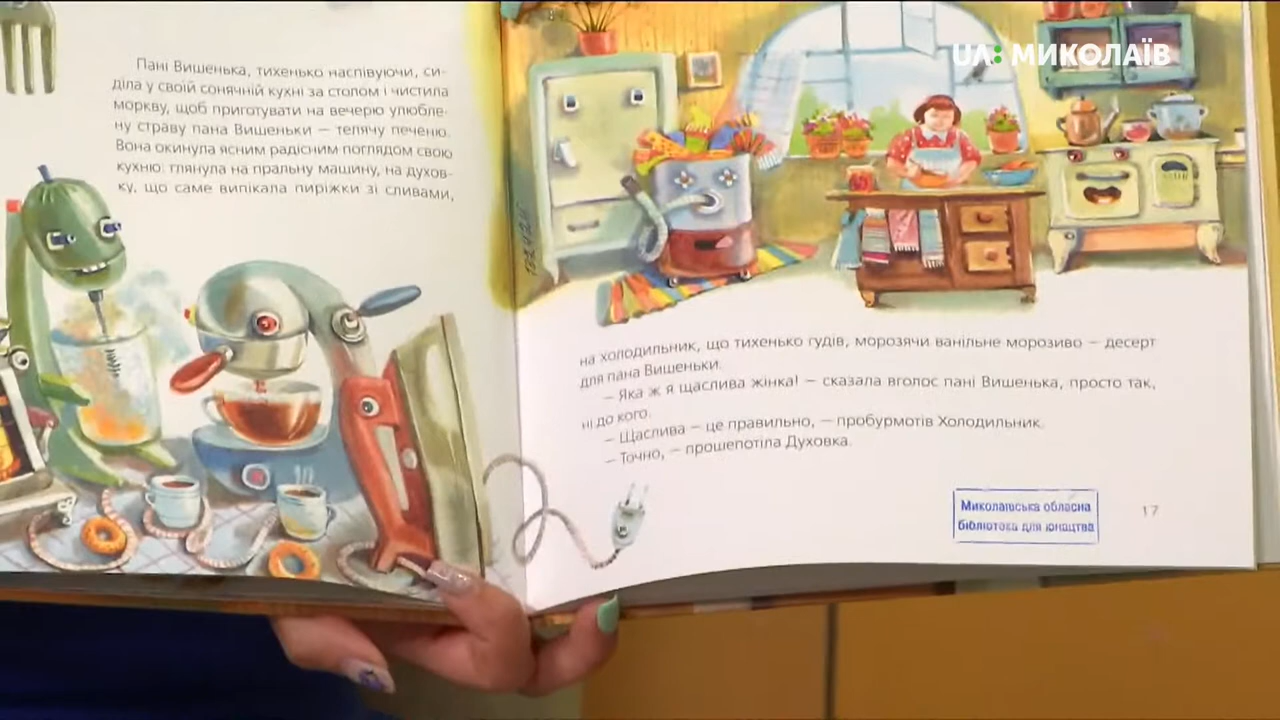 UA: МИКОЛАЇВ
Пані Вишенька, тихенько наспівуючи, си-
діла у своїй сонячній кухні за столом і чистила
моркву, щоб приготувати на вечерю улюбле-
ну страву пана Вишеньки — телячу печеню.
Вона окинула ясним радісним поглядом свою
кухню: глянула на пральну машину, на духов-
ку, що саме випікала пиріжки зі сливами,
на холодильник, що тихенько гудів, морозячи ванільне морозиво — десерт
для пана Вишеньки.
— Яка ж я щаслива жінка! — сказала вголос пані Вишенька, просто так,
ні до кого.
— Щаслива — це правильно, — пробурмотів Холодильник.
— Точно, — прошепотіла Духовка.
Миколаївська обласна
бібліотека для юнацтва
17